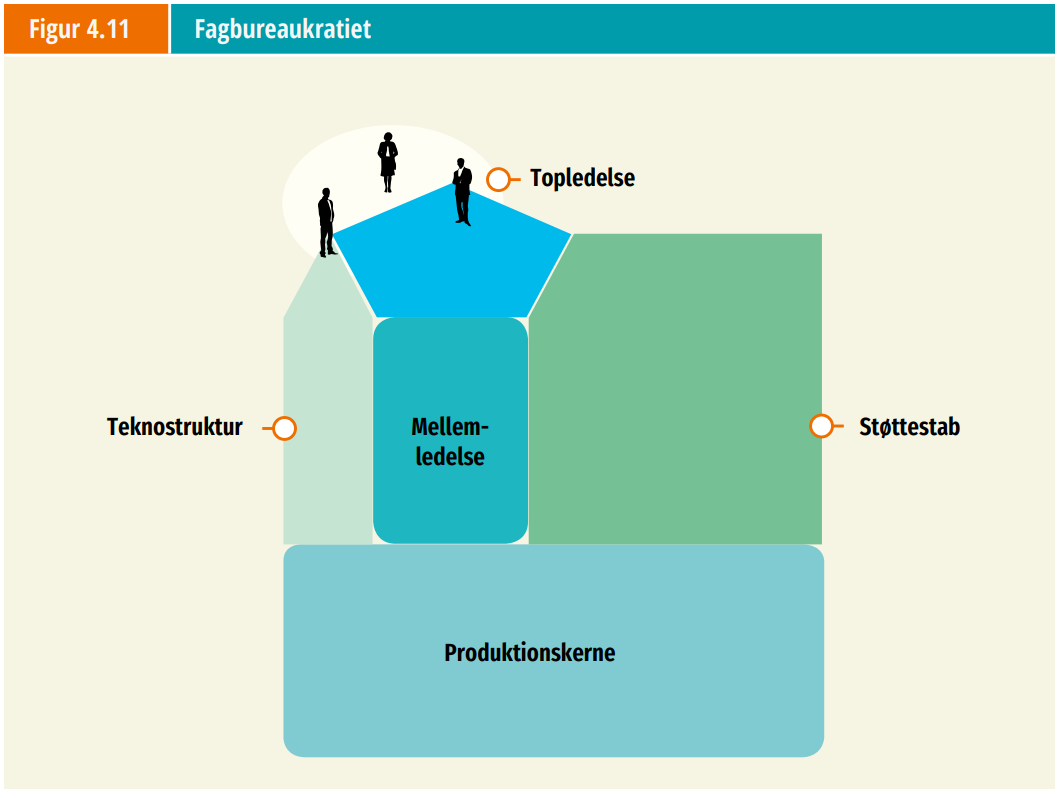 Figur 4.11
Fagbureaukratiet
Topledelse
Teknostruktur
Mellem-
ledelse
Støttestab
Produktionskerne